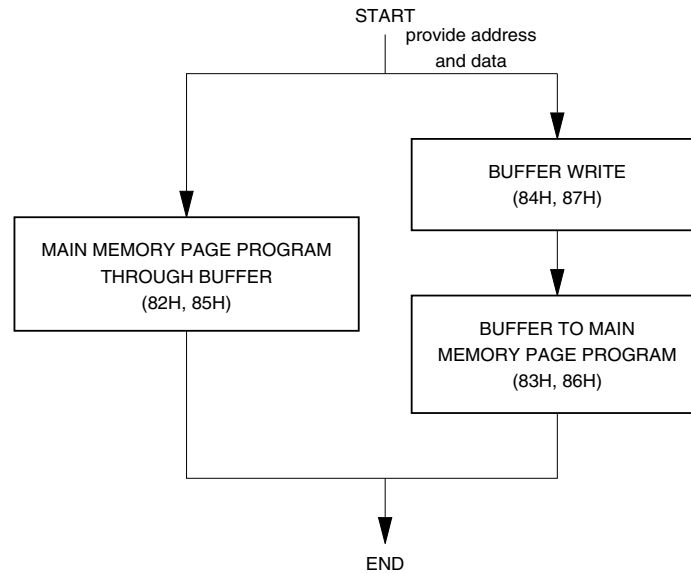 START
provide address
and data
BUFFER WRITE
(84H, 87H)
MAIN MEMORY PAGE PROGRAM
THROUGH BUFFER
(82H, 85H)
BUFFER TO MAIN
MEMORY PAGE PROGRAM
(83H, 86H)
END